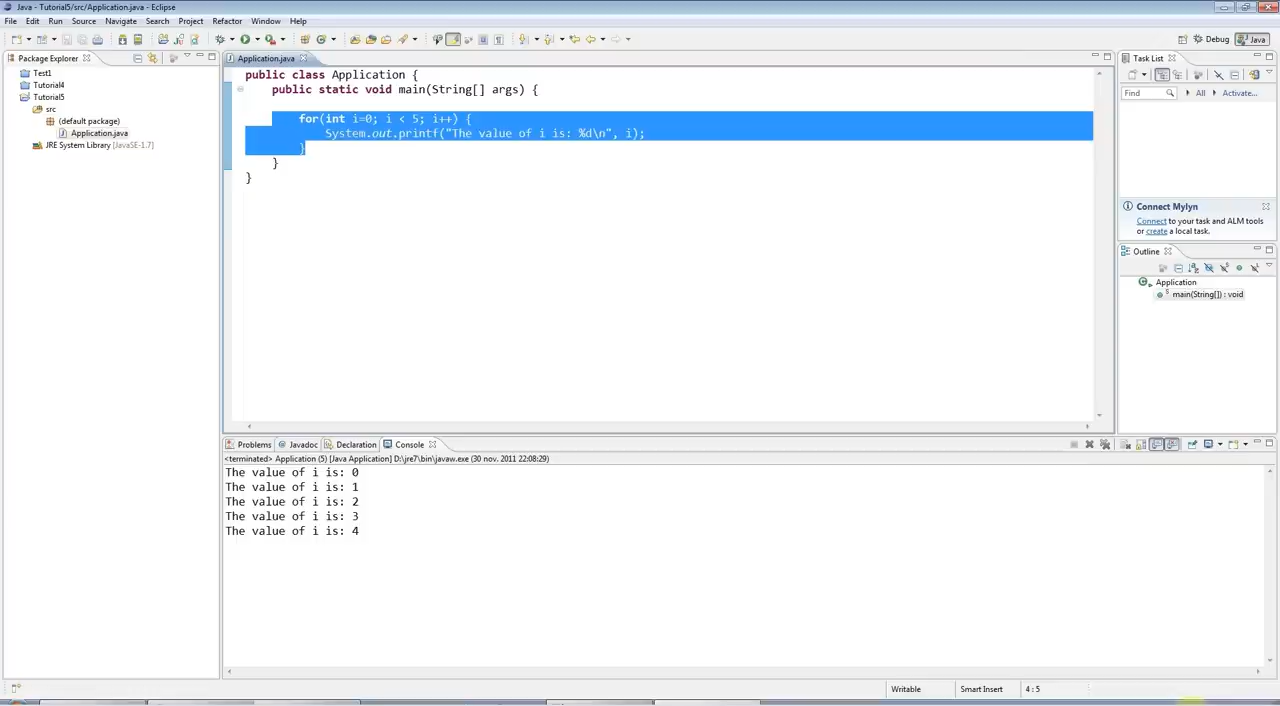 Java - Tutorial5/src/Application.java - Eclipse
File Edit Run Source Navigate Search Project Refactor Window Help
Debug Java
Package Explorer
Test1
Tutorial4
Tutorial5
src
(default package)
Application.java
JRE System Library [JavaSE-1.7]
Application.java
public class Application {
public static void main(String[] args) {
for(int i=0; i < 5; i++) {
System.out.printf("The value of i is: %d\n", i);
}
}
}
Task List
Find All Activate...
Connect Mylyn
Connect to your task and ALM tools
or create a local task.
Outline
Application
main(String[]) : void
Problems @ Javadoc Declaration Console
<terminated> Application (5) [Java Application] D:\jre7\bin\javaw.exe (30 nov. 2011 22:08:29)
The value of i is: 0
The value of i is: 1
The value of i is: 2
The value of i is: 3
The value of i is: 4
Writable Smart Insert 4 : 5